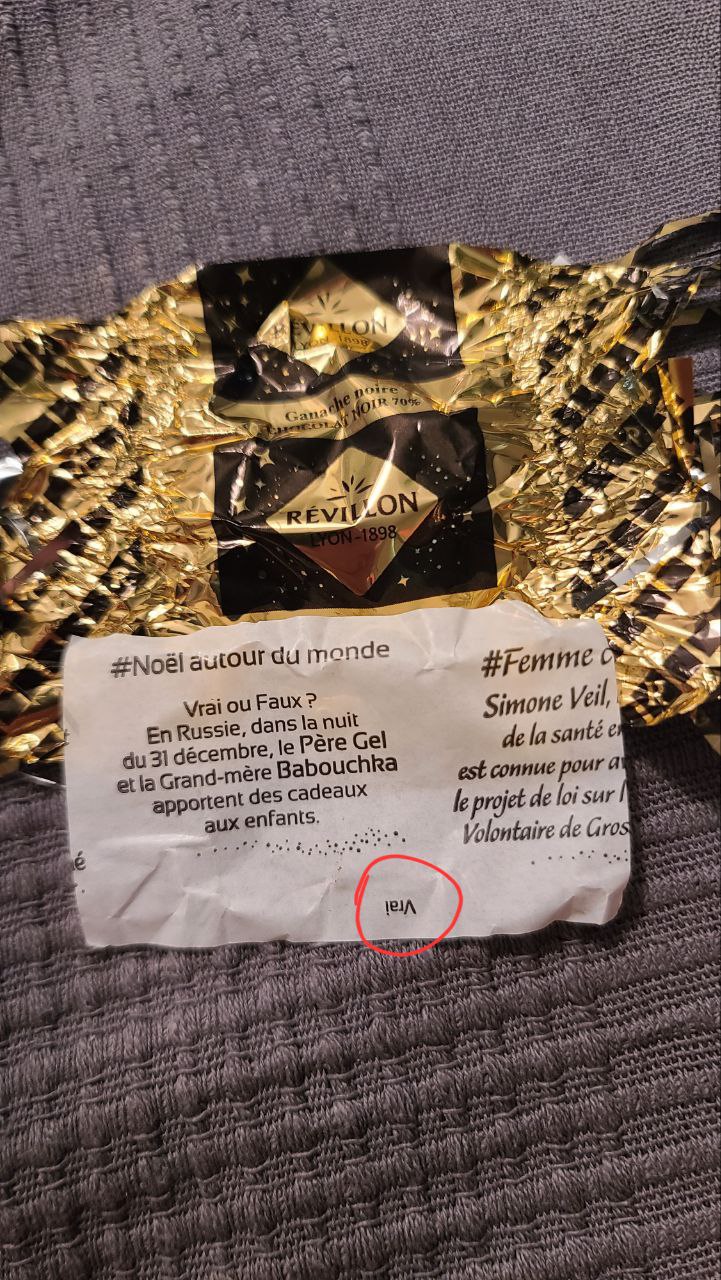 RÉVILLON
LYON-1898
Ganache noire
CHOCOLAT NOIR 70%
RÉVILLON
LYON-1898
#Noël autour du monde
Vrai ou Faux ?
En Russie, dans la nuit
du 31 décembre, le Père Gel
et la Grand-mère Babouchka
apportent des cadeaux
aux enfants.
Vrai
#Femme
Simone Veil,
de la santé
est connue pour
le projet de loi sur
Volontaire de
é